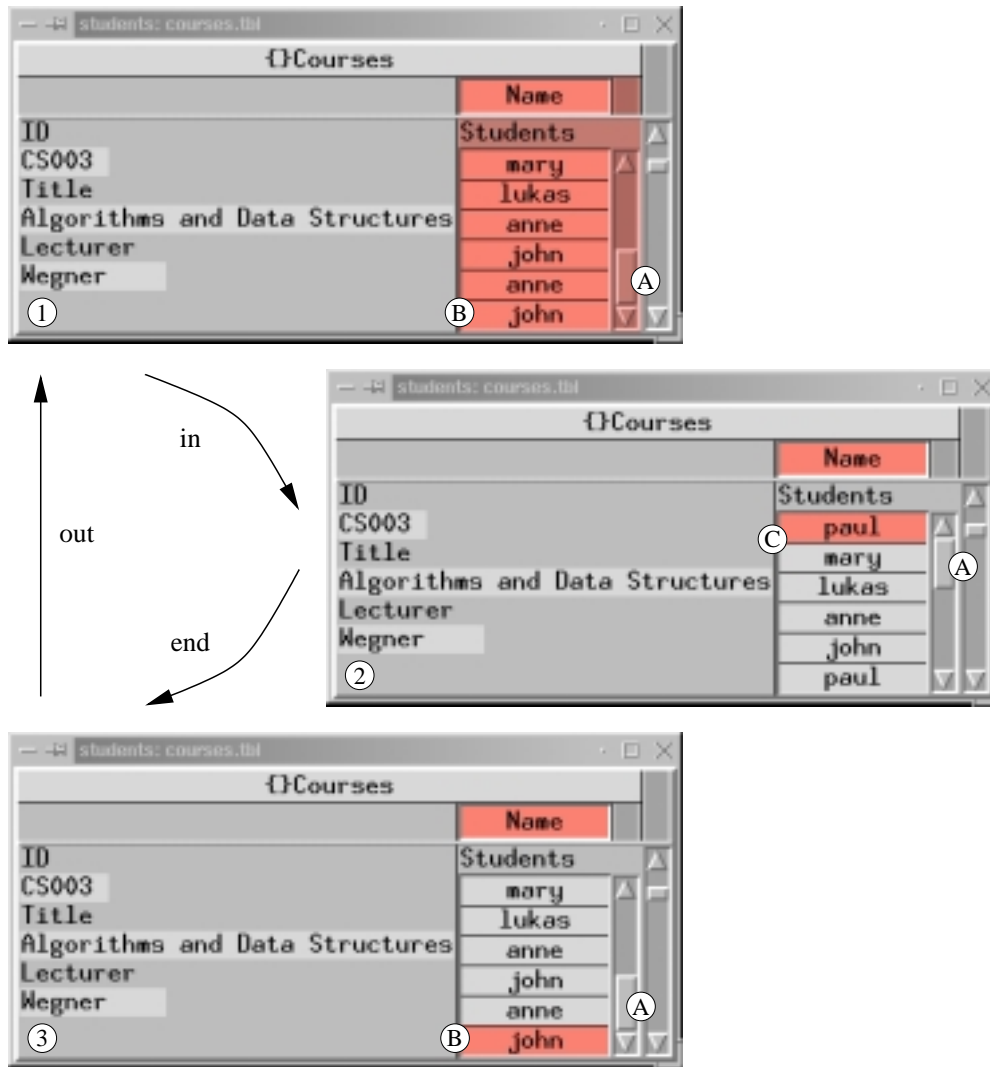 students: courses.tbl
{}Courses
Name
ID
Students
CS003
mary
Title
lukas
Algorithms and Data Structures
anne
Lecturer
john
Wegner
anne
A
1
B
john
in
out
end
students: courses.tbl
{}Courses
Name
ID
Students
CS003
C
paul
Title
mary
A
Algorithms and Data Structures
lukas
Lecturer
anne
Wegner
john
2
paul
students: courses.tbl
{}Courses
Name
ID
Students
CS003
mary
Title
lukas
Algorithms and Data Structures
anne
Lecturer
john
Wegner
anne
A
3
B
john